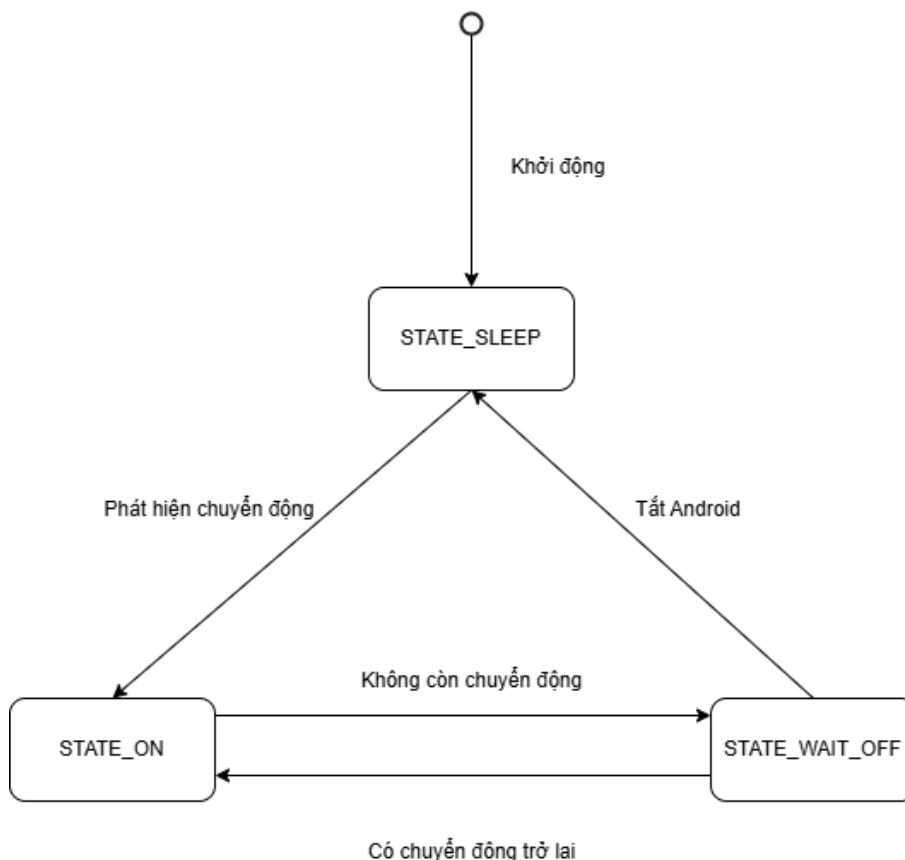 Khởi động
STATE_SLEEP
Phát hiện chuyển động
Tắt Android
Không còn chuyển động
STATE_ON
STATE_WAIT_OFF
Có chuyển động trở lại